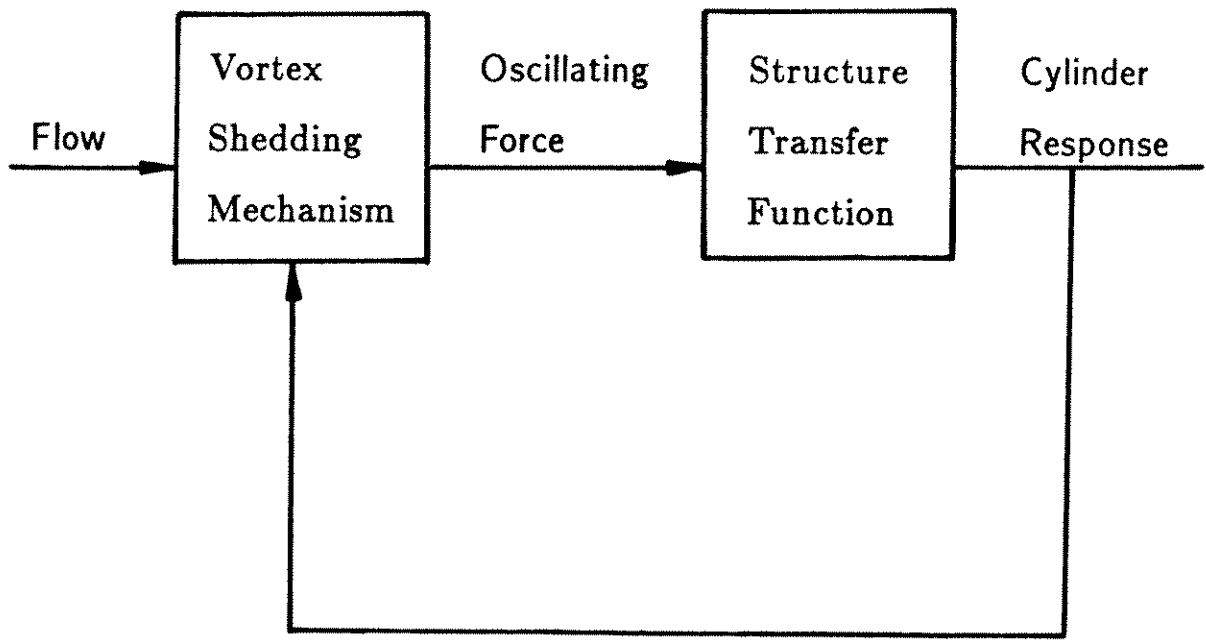 Flow
Vortex
Shedding
Mechanism
Oscillating
Force
Structure
Transfer
Function
Cylinder
Response